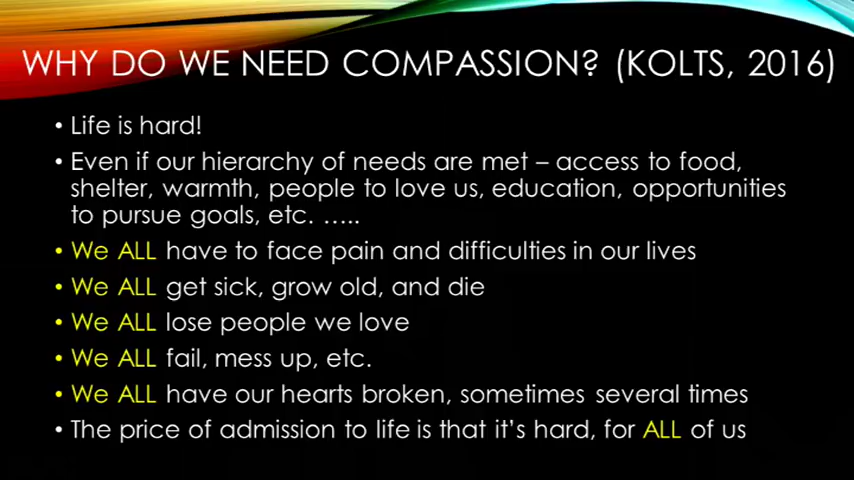 WHY DO WE NEED COMPASSION? (KOLTS, 2016)
• Life is hard!
• Even if our hierarchy of needs are met – access to food,
shelter, warmth, people to love us, education, opportunities
to pursue goals, etc. …..
• We ALL have to face pain and difficulties in our lives
• We ALL get sick, grow old, and die
• We ALL lose people we love
• We ALL fail, mess up, etc.
• We ALL have our hearts broken, sometimes several times
• The price of admission to life is that it's hard, for ALL of us